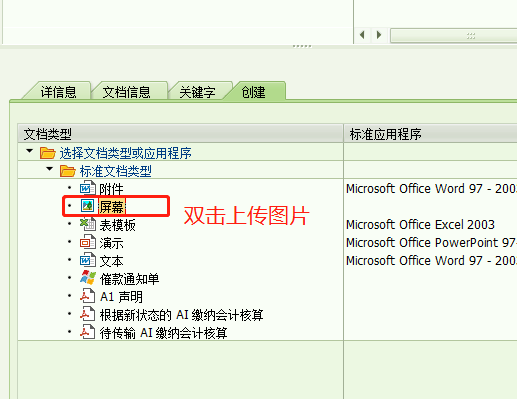 详信息 文档信息 关键字 创建
文档类型 标准应用程序
选择文档类型或应用程序
标准文档类型
附件 Microsoft Office Word 97 - 2003
屏幕 双击上传图片
表模板 Microsoft Office Excel 2003
演示 Microsoft Office PowerPoint 97-
文本 Microsoft Office Word 97 - 2003
催款通知单
A1 声明
根据新状态的 AI 缴纳会计核算
待传输 AI 缴纳会计核算